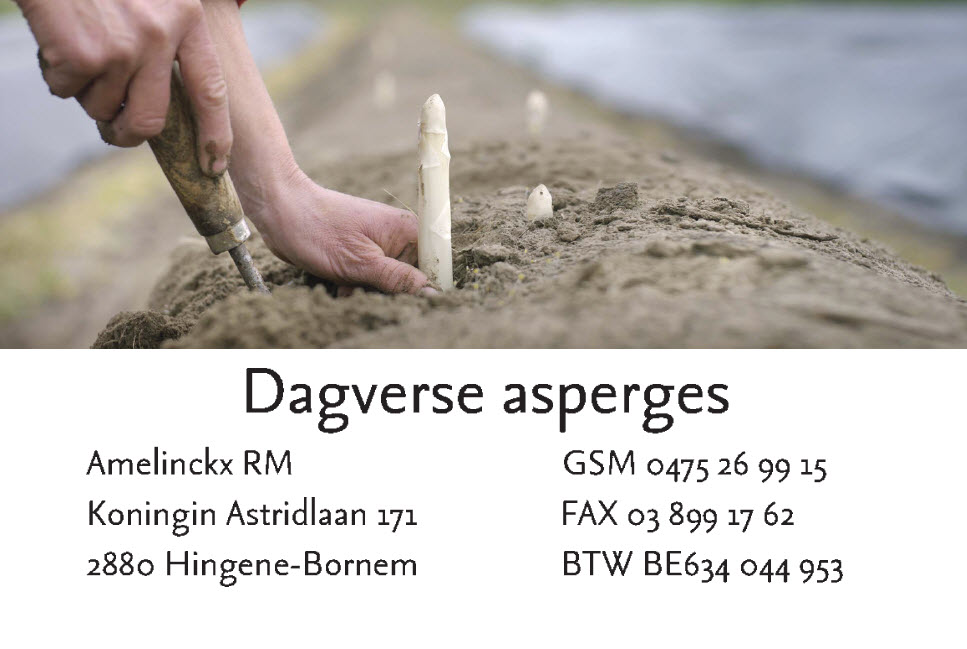 Dagverse asperges
Amelinckx RM
Koningin Astridlaan 171
2880 Hingene-Bornem
GSM 0475 26 99 15
FAX 03 899 17 62
BTW BE634 044 953